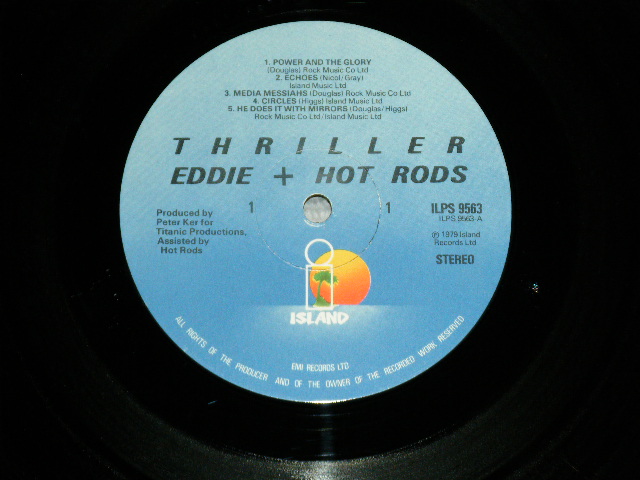 1. POWER AND THE GLORY
(Douglas) Rock Music Co Ltd
2. ECHOES (Nicol/Gray)
Island Music Ltd
3. MEDIA MESSIAHS (Douglas) Rock Music Co Ltd
4. CIRCLES (Higgs) Island Music Ltd
5. HE DOES IT WITH MIRRORS (Douglas/Higgs)
Rock Music Co Ltd/Island Music Ltd
THRILLER
EDDIE + HOT RODS
Produced by
Peter Ker for
Titanic Productions,
Assisted by
Hot Rods
1 1
ILPS 9563
ILPS 9563-A
℗ 1979 Island
Records Ltd
STEREO
ISLAND
EMI RECORDS LTD
ALL RIGHTS OF THE PRODUCER AND OF THE OWNER OF THE RECORDED WORK RESERVED